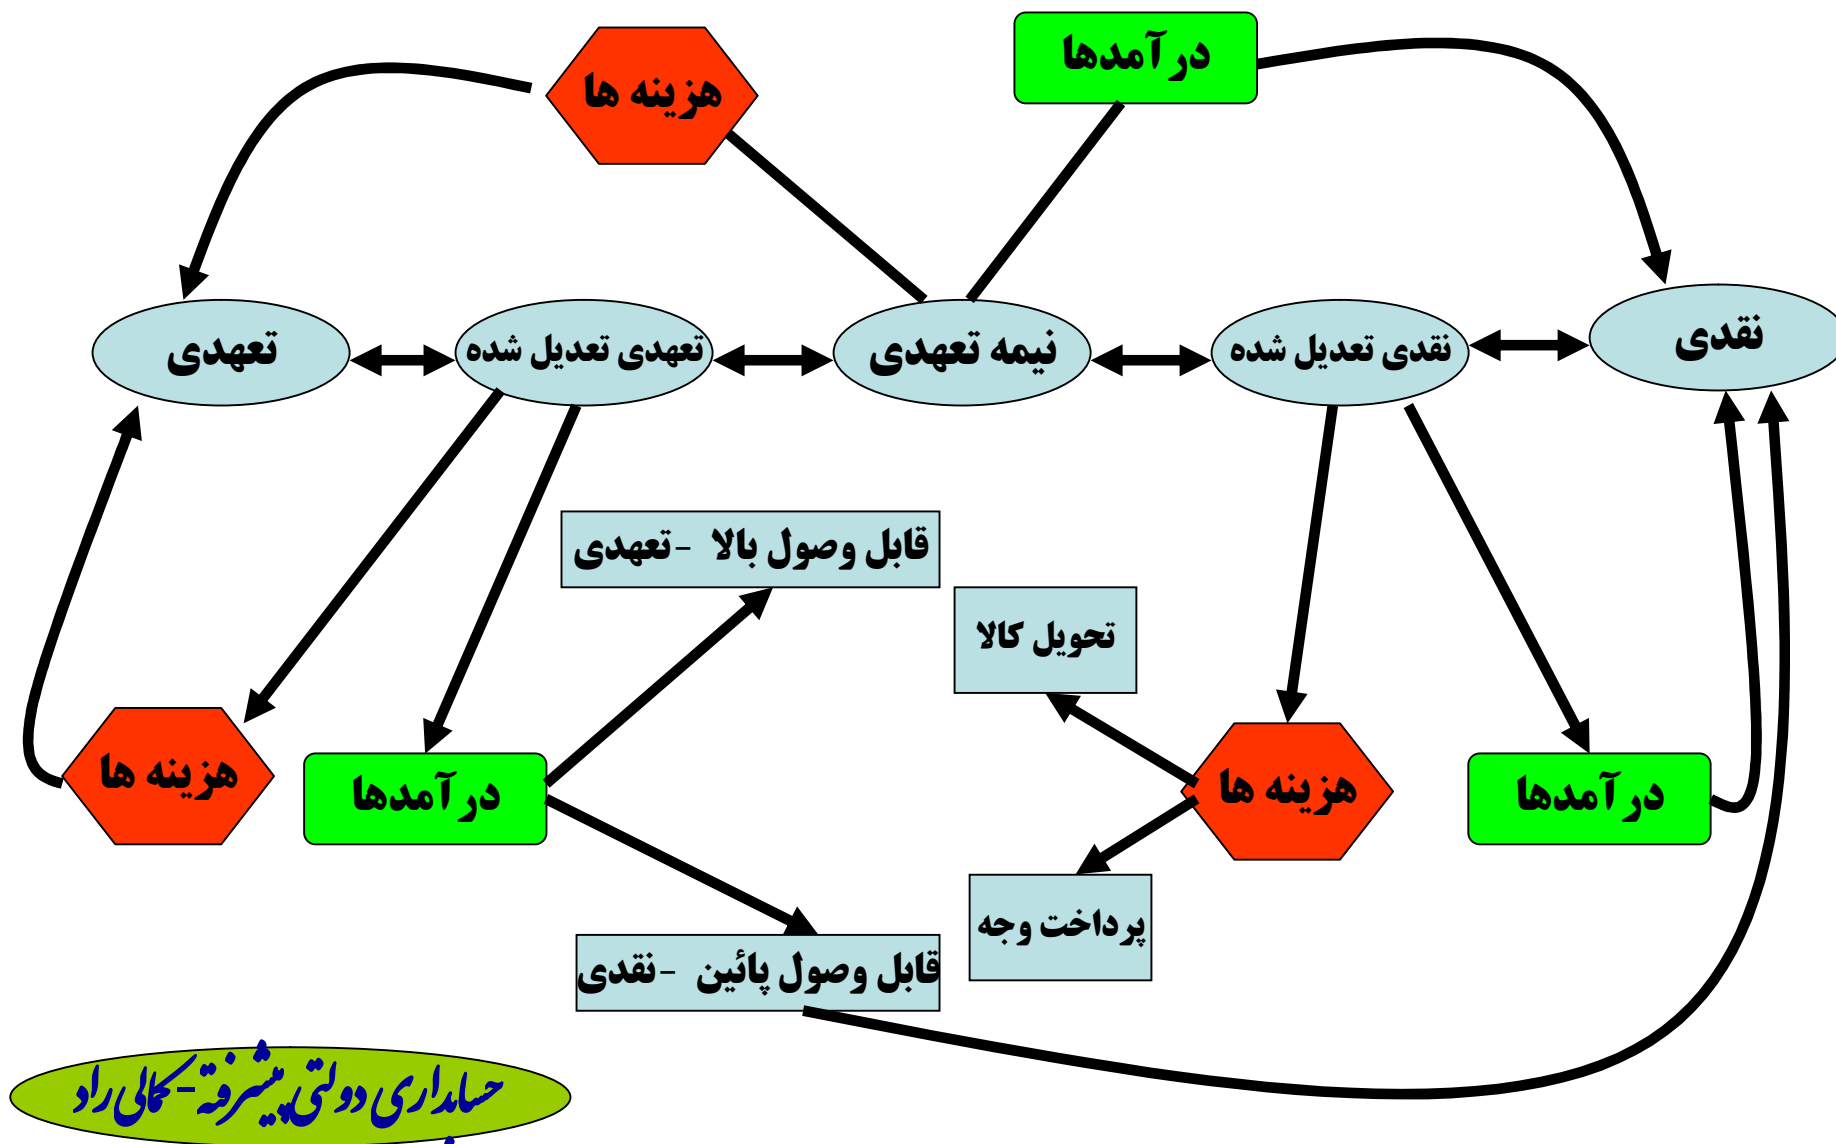 درآمدها
هزینه ها
نقدی
نقدی تعدیل شده
نیمه تعهدی
تعهدی تعدیل شده
تعهدی
قابل وصول بالا -تعهدی
تحویل کالا
درآمدها
هزینه ها
درآمدها
هزینه ها
پرداخت وجه
قابل وصول پائین -نقدی
حسابداری دولتی پیشرفته-کمالی راد